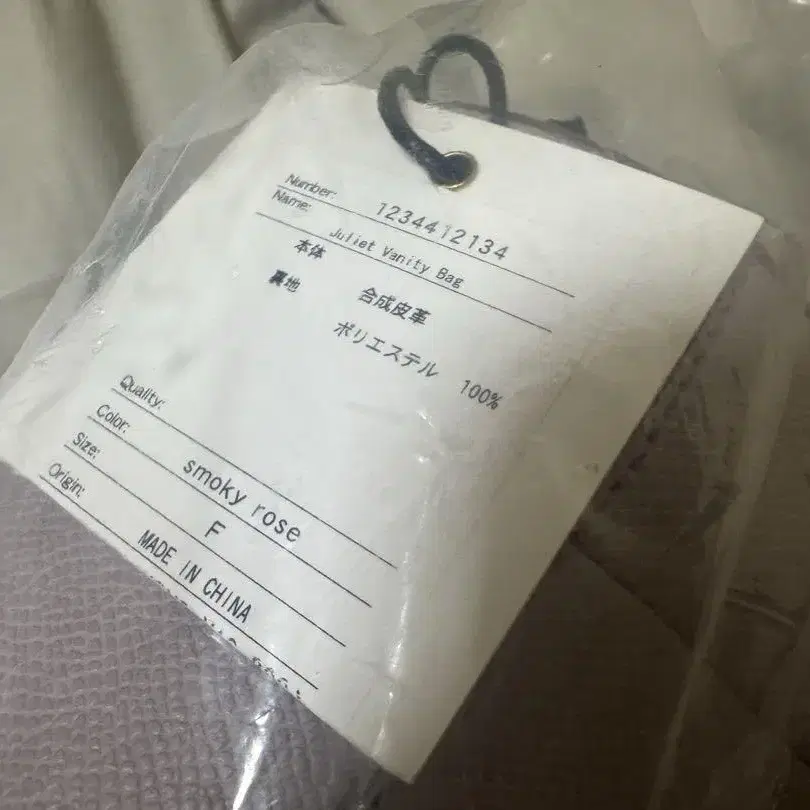 Number: 1234412134
Name: Juliet Vanity Bag
本体 合成皮革
裏地 ポリエステル 100%
Quality:
Color: smoky rose
Size: F
Origin: MADE IN CHINA